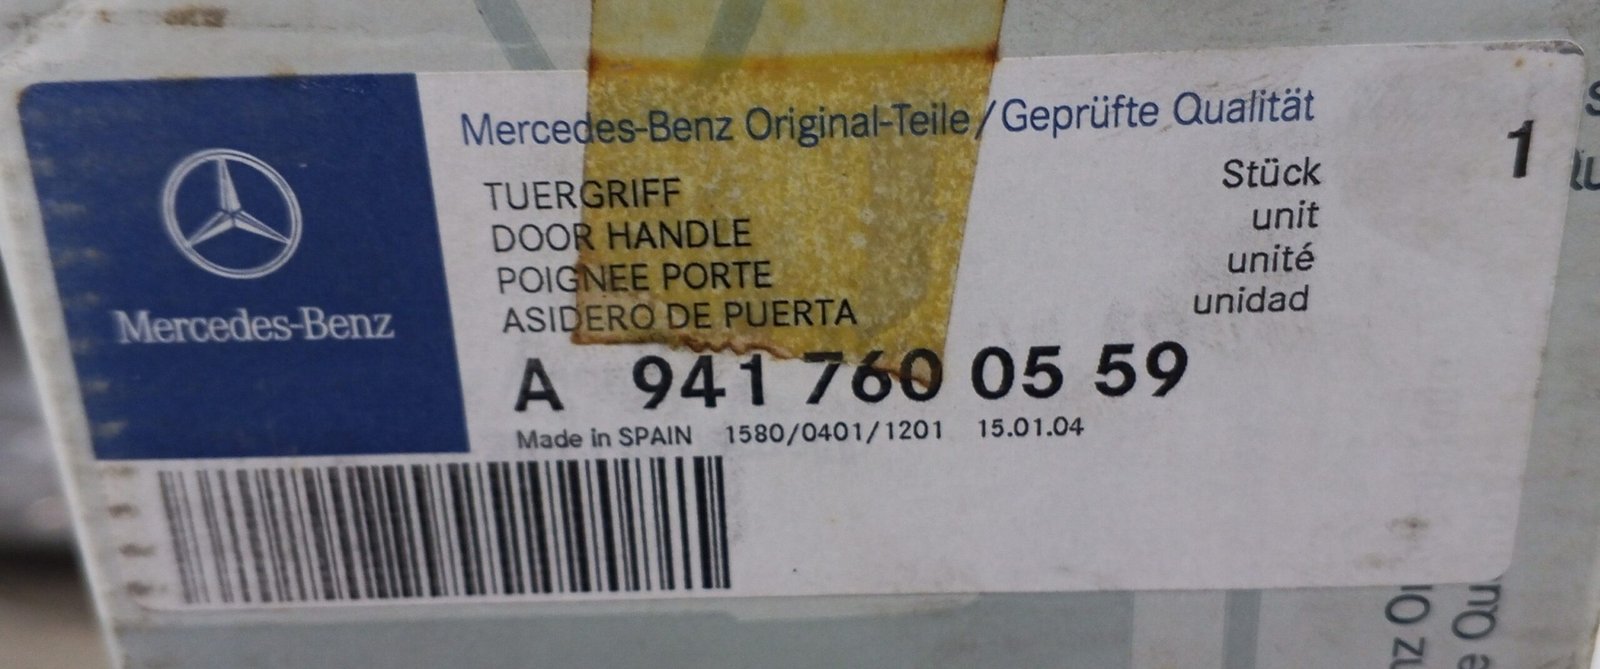 Mercedes-Benz
Mercedes-Benz Original-Teile/Geprüfte Qualität
TUERGRIFF
DOOR HANDLE
POIGNEE PORTE
ASIDERO DE PUERTA
Stück
unit
unité
unidad
1
A 941 760 05 59
Made in SPAIN 1580/0401/1201 15.01.04